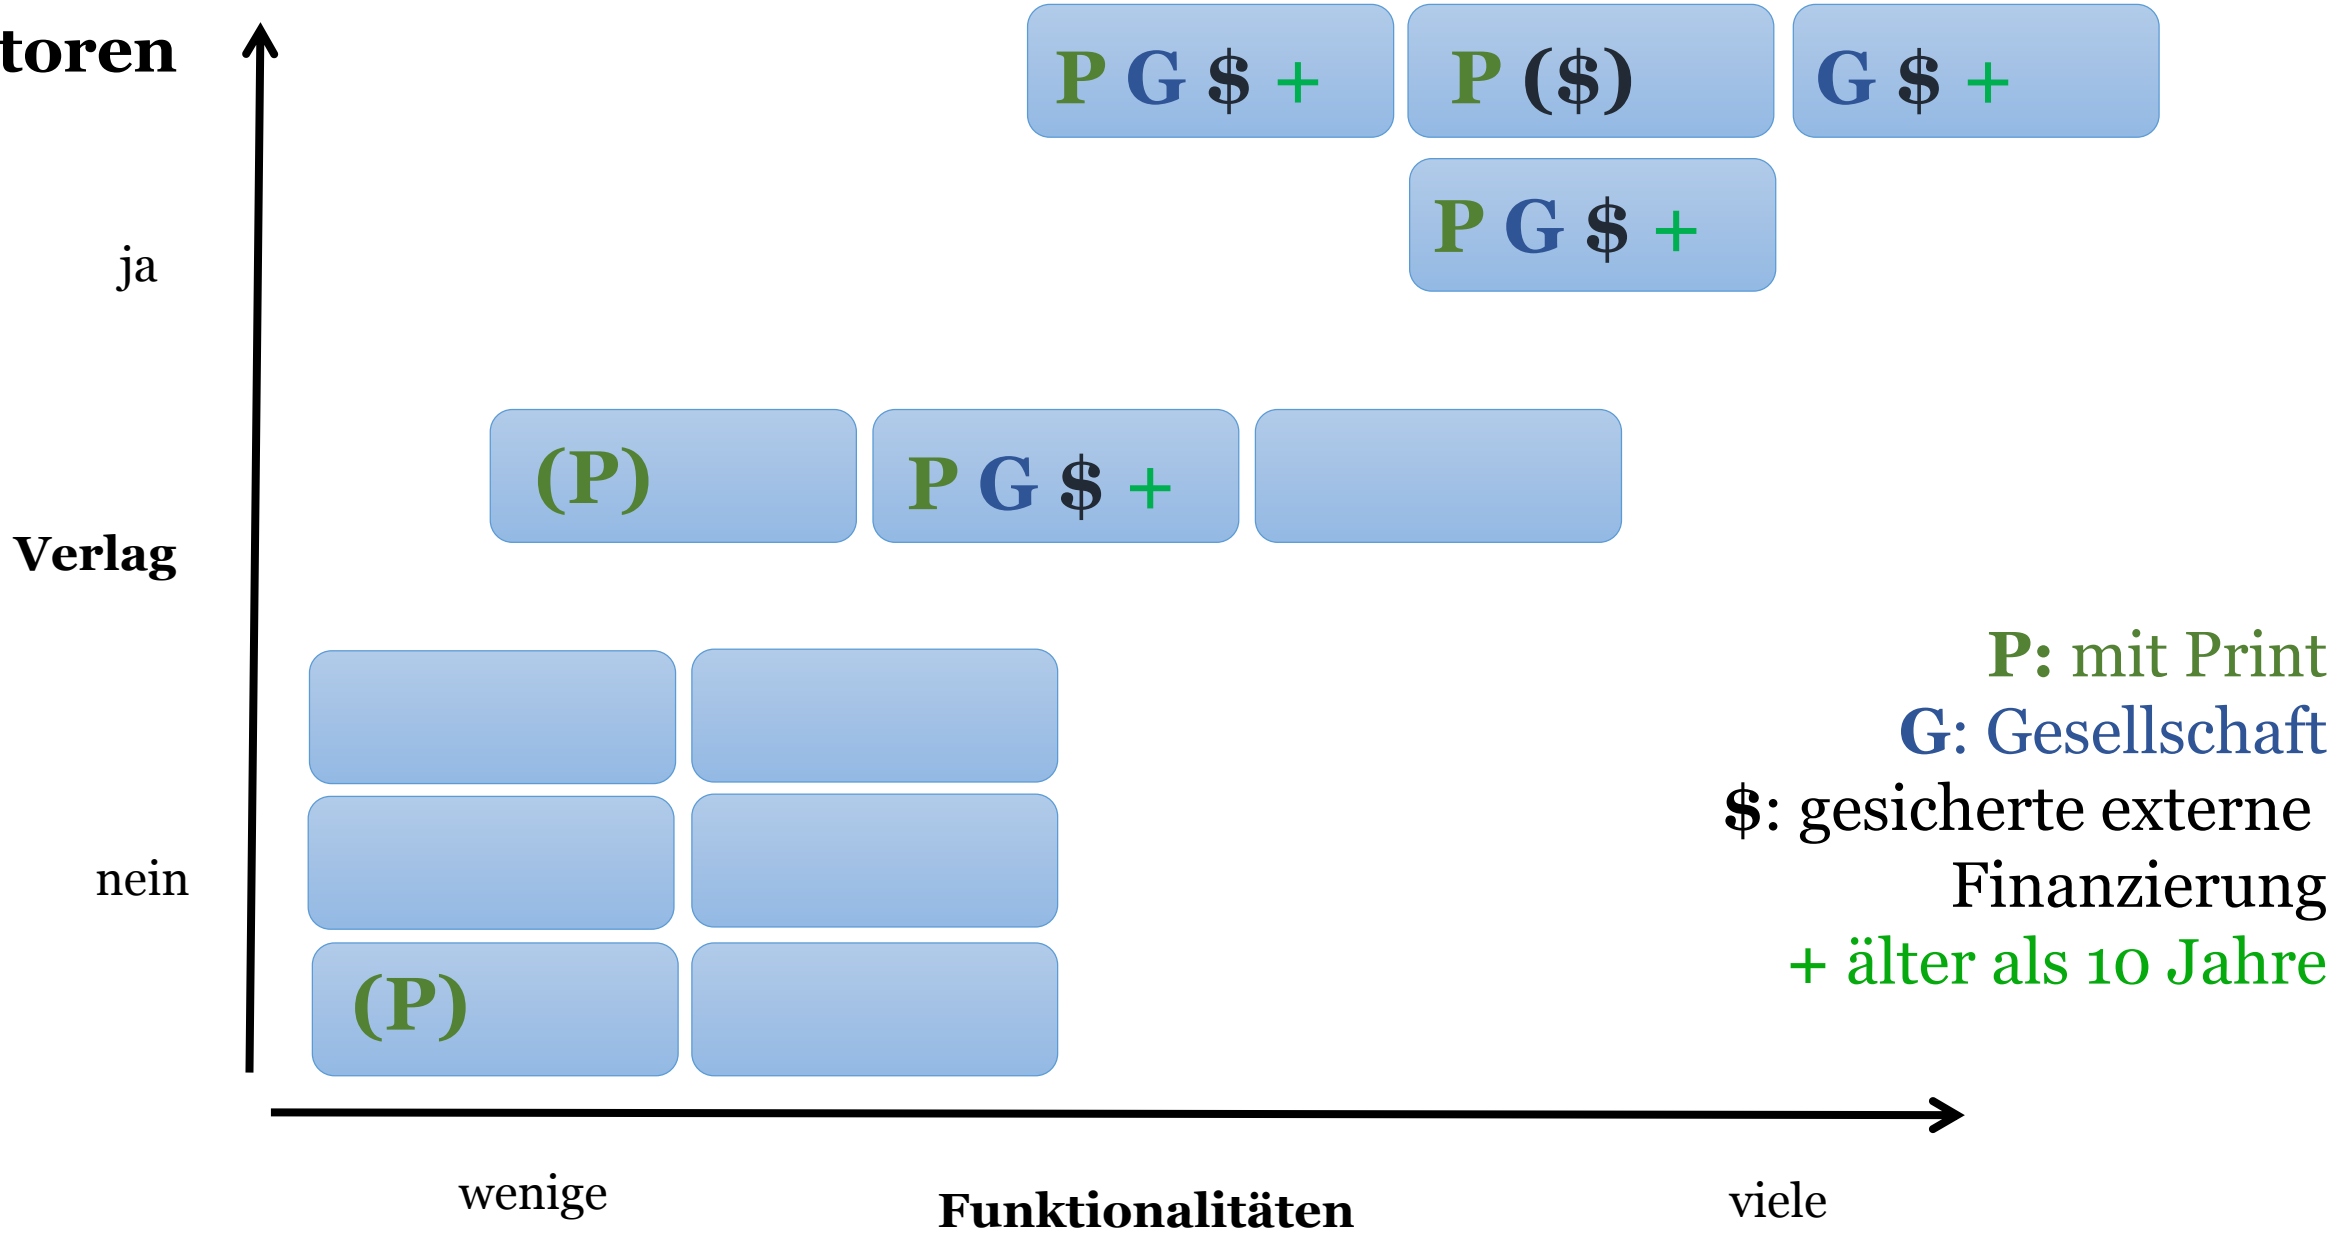 toren
P G $ +
P ($)
G $ +
P G $ +
ja
(P)
P G $ +
Verlag
P: mit Print
G: Gesellschaft
$: gesicherte externe
Finanzierung
+ älter als 10 Jahre
nein
(P)
wenige
Funktionalitäten
viele